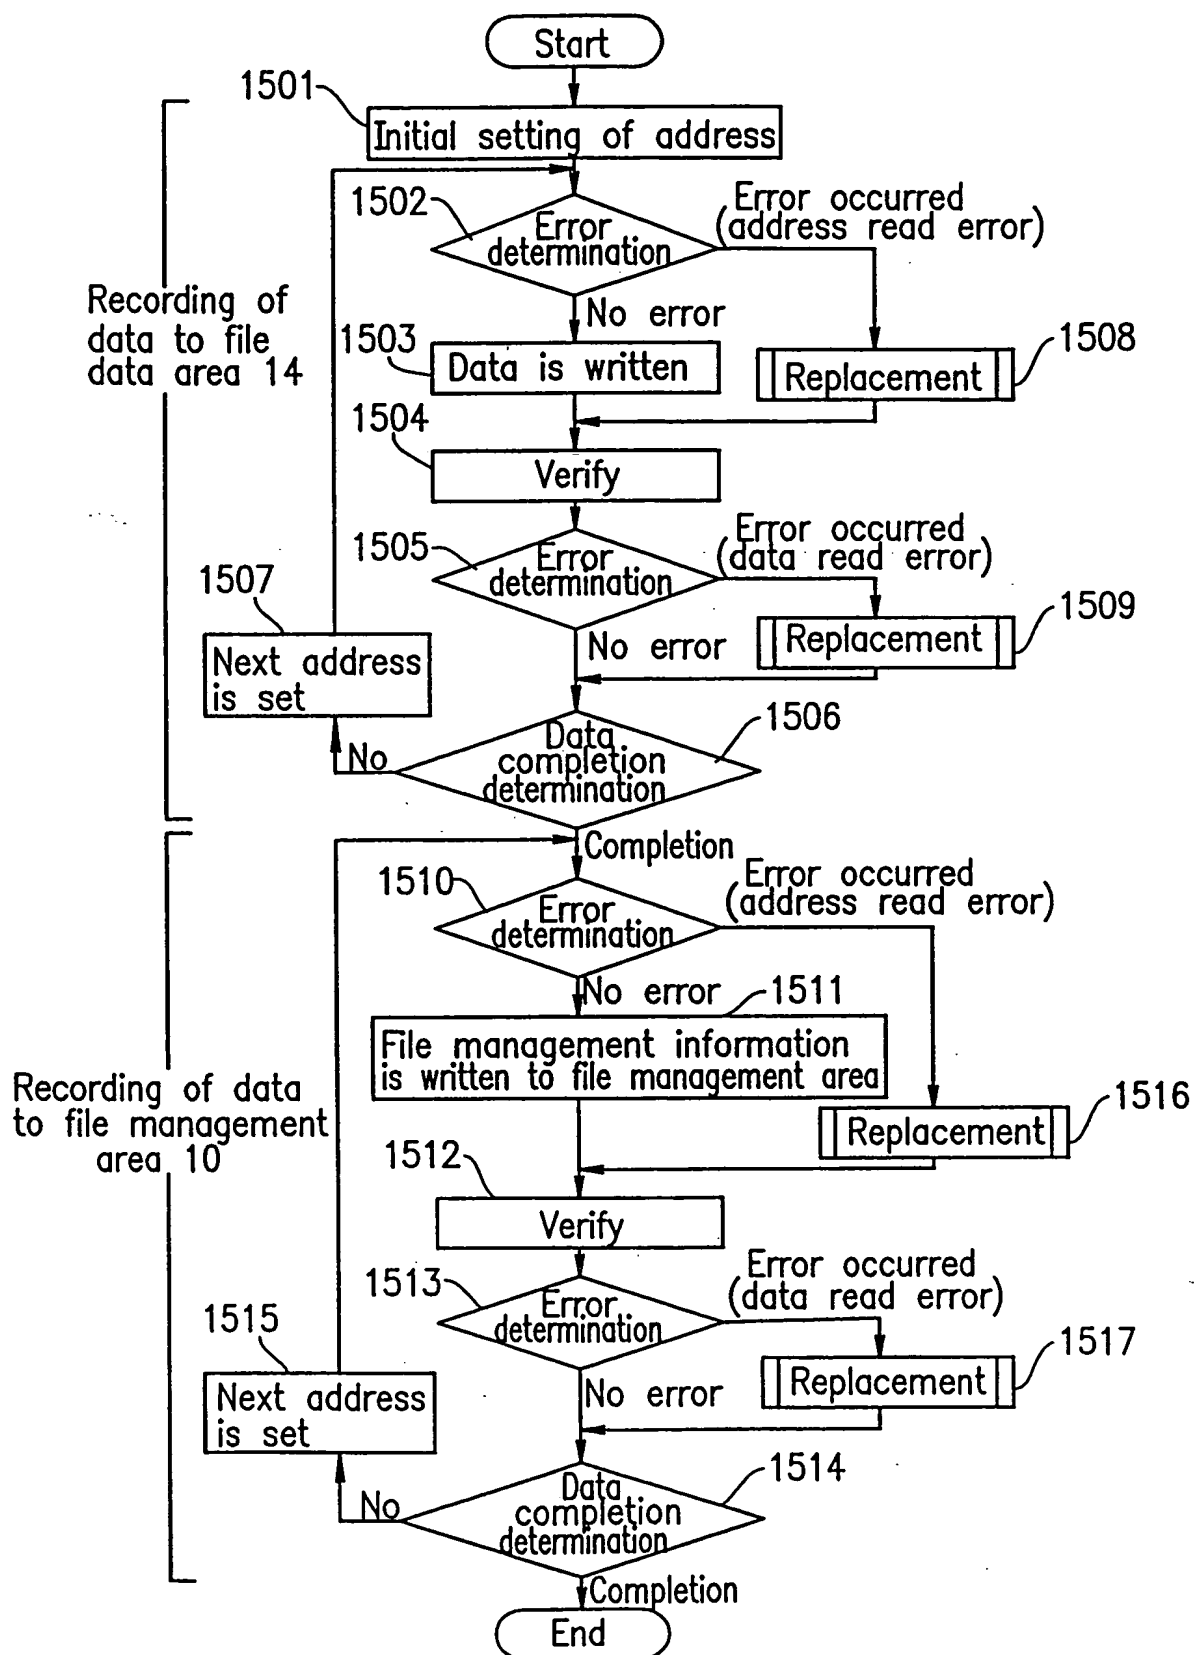 Start
1501
Initial setting of address
1502
Error
determination
Error occurred
(address read error)
Recording of
data to file
data area 14
No error
1503
Data is written
Replacement
1508
1504
Verify
1505
Error
determination
Error occurred
(data read error)
1507
Next address
is set
No error
Replacement
1509
1506
Data
completion
determination
No
Completion
1510
Error
determination
Error occurred
(address read error)
No error
1511
File management information
is written to file management area
Recording of data
to file management
area 10
Replacement
1516
1512
Verify
1513
Error
determination
Error occurred
(data read error)
1515
Next address
is set
No error
Replacement
1517
1514
Data
completion
determination
No
Completion
End